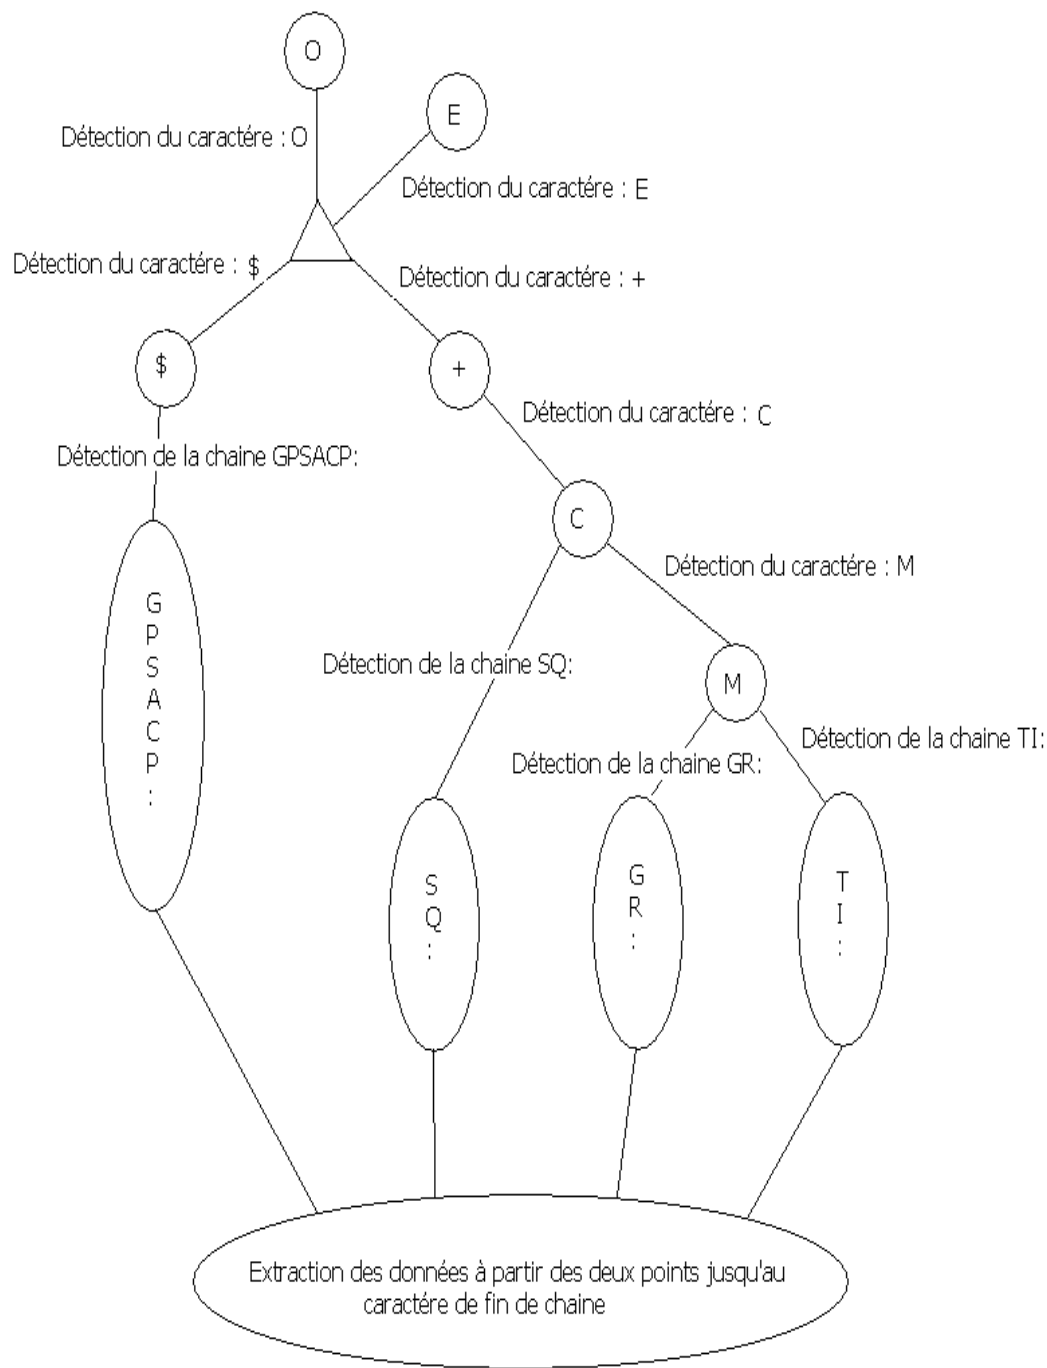 O
E
Détection du caractére : O
Détection du caractére : E
Détection du caractére : $
Détection du caractére : +
$
+
Détection du caractére : C
Détection de la chaine GPSACP:
C
Détection du caractére : M
G
P
S
A
C
P
:
Détection de la chaine SQ:
M
Détection de la chaine TI:
Détection de la chaine GR:
S
Q
:
G
R
:
T
I
:
Extraction des données à partir des deux points jusqu'au
caractére de fin de chaine